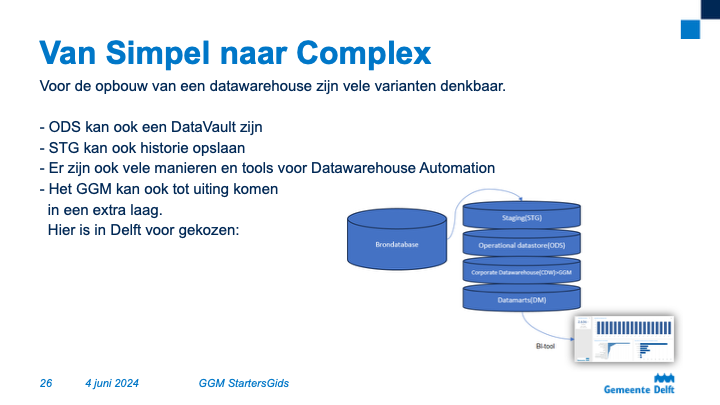 Van Simpel naar Complex
Voor de opbouw van een datawarehouse zijn vele varianten denkbaar.
- ODS kan ook een DataVault zijn
- STG kan ook historie opslaan
- Er zijn ook vele manieren en tools voor Datawarehouse Automation
- Het GGM kan ook tot uiting komen
in een extra laag.
Hier is in Delft voor gekozen:
Brondatabase
Staging(STG)
Operational datastore(ODS)
Corporate Datawarehouse(CDW)>GGM
Datamarts(DM)
BI-tool
26
4 juni 2024
GGM StartersGids
Gemeente Delft